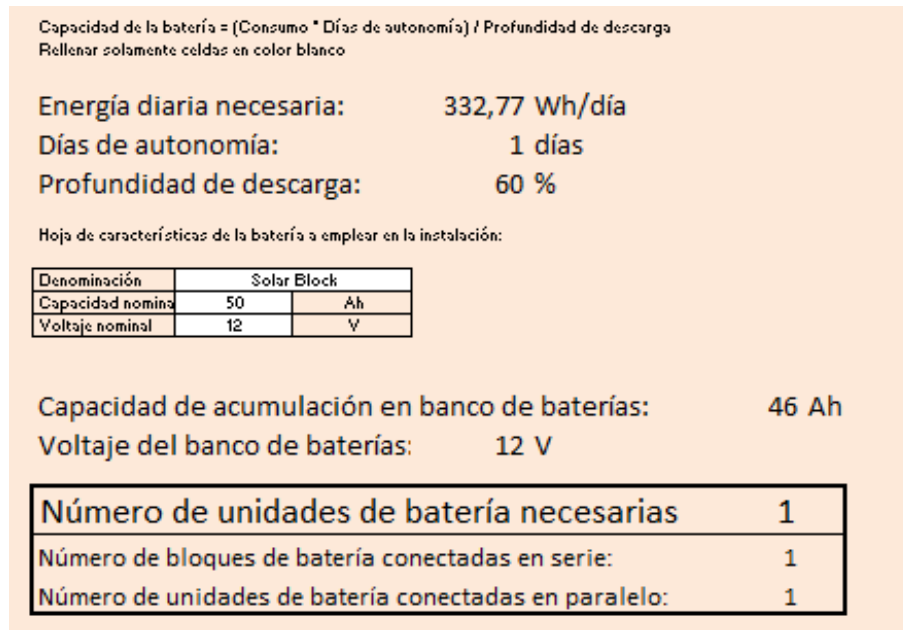 Capacidad de la batería = (Consumo * Días de autonomía) / Profundidad de descarga
Rellenar solamente celdas en color blanco
Energía diaria necesaria: 332,77 Wh/día
Días de autonomía: 1 días
Profundidad de descarga: 60 %
Hoja de características de la batería a emplear en la instalación:
Denominación Solar Block
Capacidad nomina 50 Ah
Voltaje nominal 12 V
Capacidad de acumulación en banco de baterías: 46 Ah
Voltaje del banco de baterías: 12 V
Número de unidades de batería necesarias 1
Número de bloques de batería conectadas en serie: 1
Número de unidades de batería conectadas en paralelo: 1